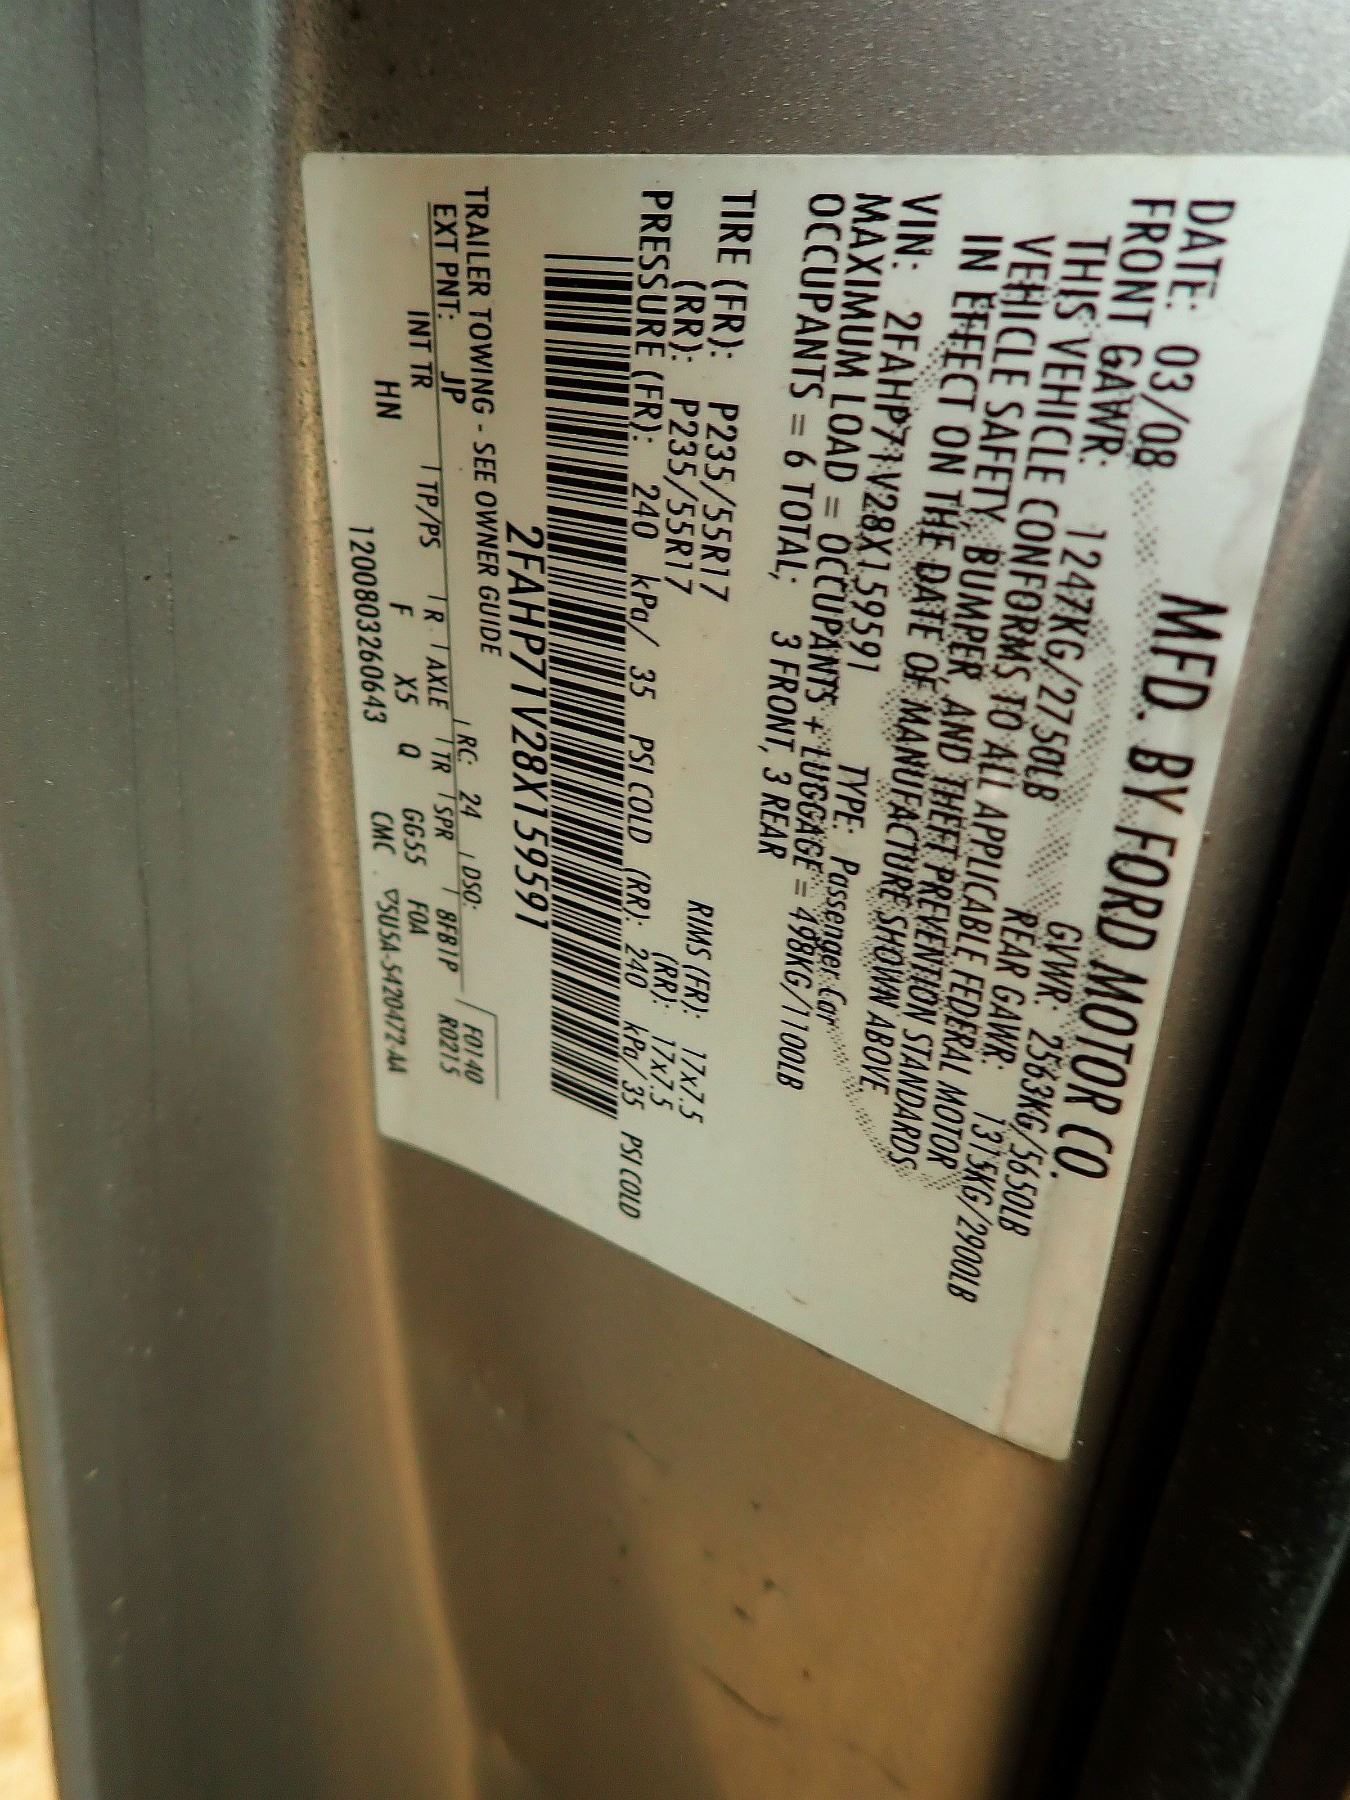 MFD. BY FORD MOTOR CO.
DATE: 03/08 GVWR: 2563KG/5650LB
FRONT GAWR: 1247KG/2750LB REAR GAWR: 1315KG/2900LB
THIS VEHICLE CONFORMS TO ALL APPLICABLE FEDERAL MOTOR
VEHICLE SAFETY, BUMPER, AND THEFT PREVENTION STANDARDS
IN EFFECT ON THE DATE OF MANUFACTURE SHOWN ABOVE
VIN: 2FAHP71V28X159591 TYPE: Passenger Car
MAXIMUM LOAD = OCCUPANTS + LUGGAGE = 498KG/1100LB
OCCUPANTS = 6 TOTAL; 3 FRONT, 3 REAR
TIRE (FR): P235/55R17 RIMS (FR): 17x7.5
(RR): P235/55R17 (RR): 17x7.5
PRESSURE (FR): 240 kPa/ 35 PSI COLD (RR): 240 kPa/ 35 PSI COLD
2FAHP71V28X159591
TRAILER TOWING - SEE OWNER GUIDE
F0140
EXT PNT: JP RC: 24 DSO: R0215
INT TR TP/PS R AXLE TR SPR BFB1P
HN F X5 Q GG55 FOA
1200803260643 CMC ▽5U5A-5420472-AA